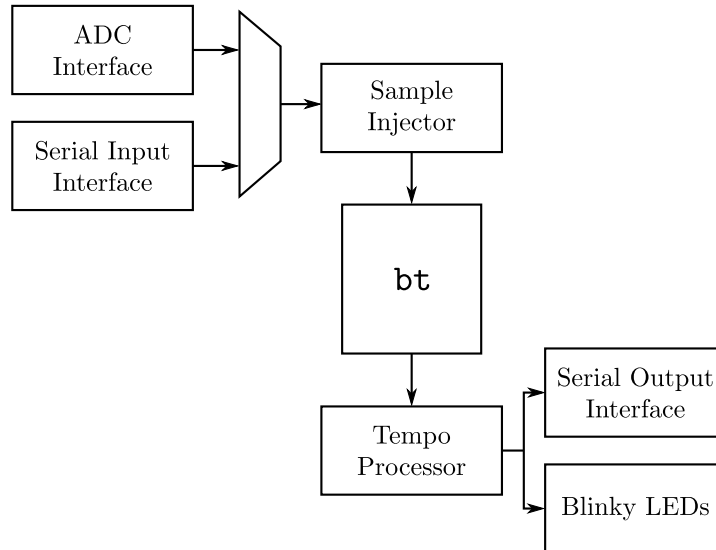 ADC
Interface
Serial Input
Interface
Sample
Injector
bt
Tempo
Processor
Serial Output
Interface
Blinky LEDs